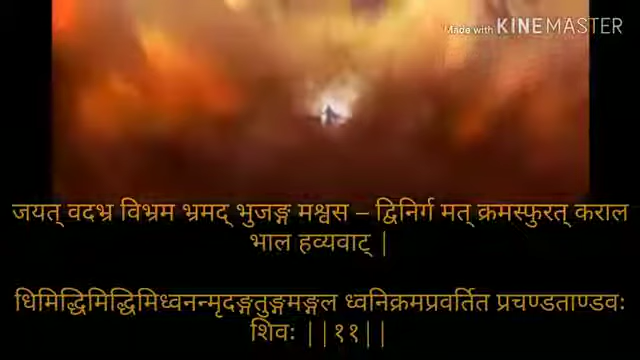 Made with KINEMASTER
जयत् वदभ्र विभ्रम भ्रमद् भुजङ्ग मश्वस – द्विनिर्ग मत् क्रमस्फुरत् कराल
भाल हव्यवाट् |
धिमिद्धिमिद्धिमिध्वनन्मृदङ्गतुङ्गमङ्गल ध्वनिक्रमप्रवर्तित प्रचण्डताण्डवः
शिवः ||११||